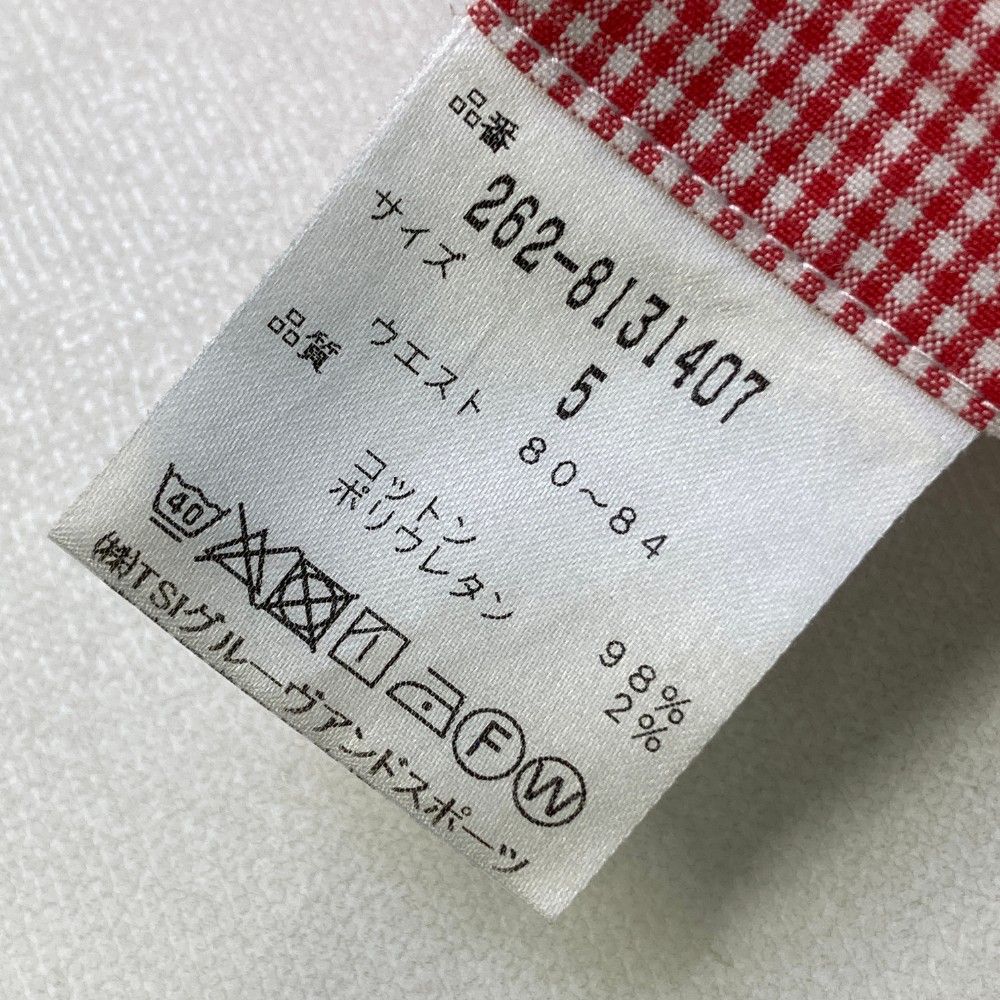 品番
262-8131407
サイズ 5
ウエスト 80～84
品質
コットン 98%
ポリウレタン 2%
40
F W
(株)TSIグルーヴアンドスポーツ